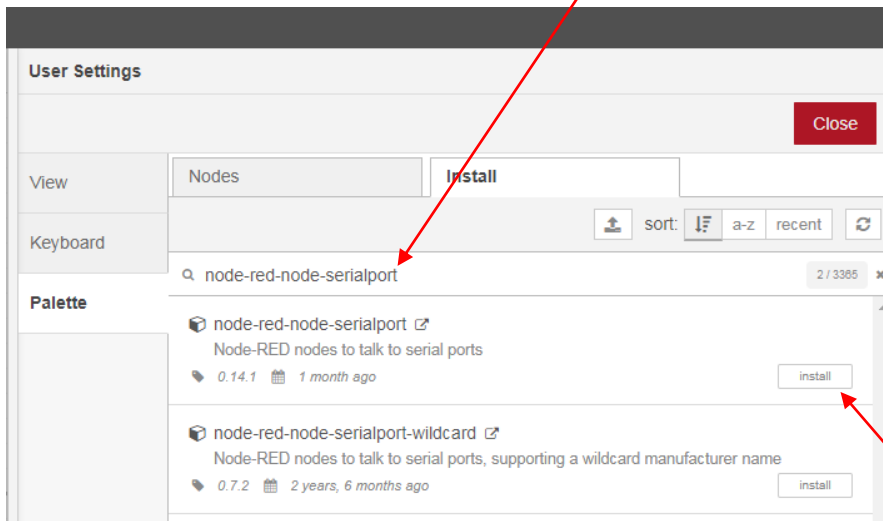 User Settings
Close
View
Nodes
Install
sort:
a-z
recent
Keyboard
node-red-node-serialport
2 / 3365
Palette
node-red-node-serialport
Node-RED nodes to talk to serial ports
0.14.1
1 month ago
install
node-red-node-serialport-wildcard
Node-RED nodes to talk to serial ports, supporting a wildcard manufacturer name
0.7.2
2 years, 6 months ago
install